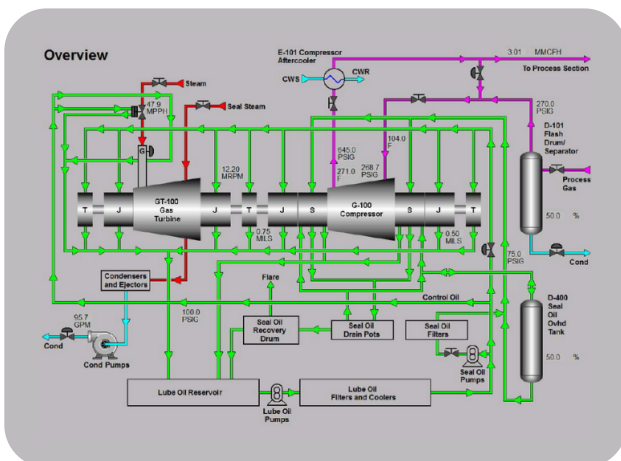 Overview
E-101 Compressor
Aftercooler
CWS
CWR
3.01 MMCFH
To Process Section
Steam
47.9
MPPH
Seal Steam
270.0
PSIG
D-101
Flash
Drum/
Separator
645.0
PSIG
271.0
F
104.0
F
268.7
PSIG
Process
Gas
G
GT-100
Gas
Turbine
12.20
MRPM
G-100
Compressor
T
J
J
T
J
S
S
J
T
50.0 %
0.75
MILS
0.50
MILS
75.0
PSIG
Cond
Condensers
and Ejectors
Flare
Control Oil
D-400
Seal
Oil
Ovhd
Tank
100.0
PSIG
95.7
GPM
Seal Oil
Recovery
Drum
Seal Oil
Drain Pots
Seal Oil
Filters
50.0 %
Cond
Cond Pumps
Seal Oil
Pumps
Lube Oil Reservoir
Lube Oil
Filters and Coolers
Lube Oil
Pumps